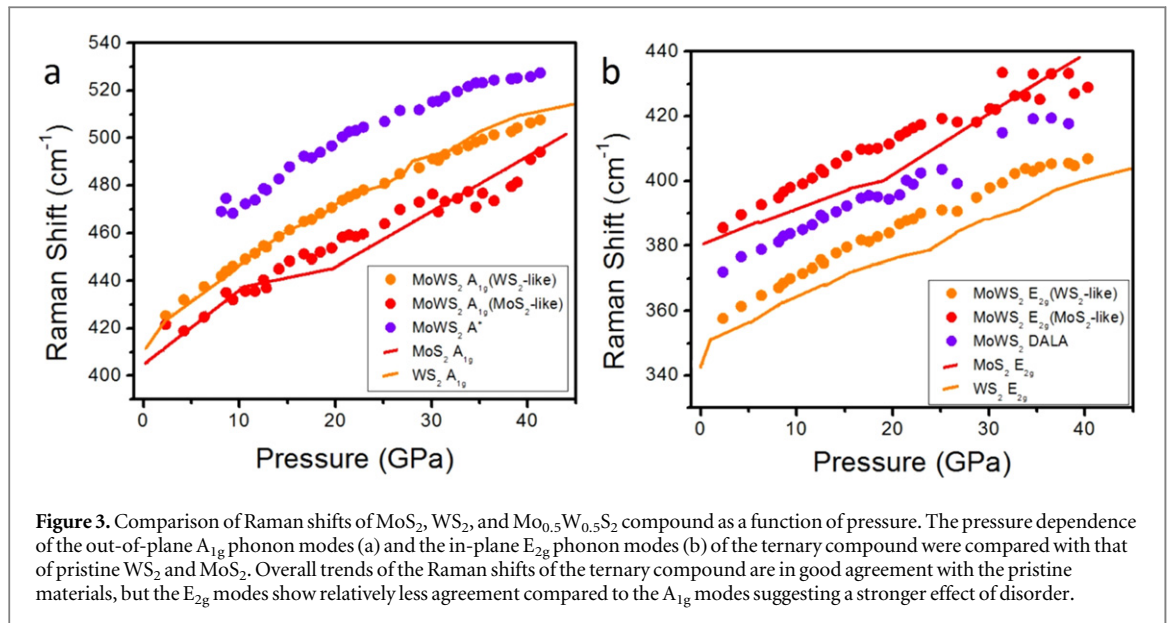 a
540
520
500
480
460
440
420
400
Raman Shift (cm⁻¹)
0 10 20 30 40
Pressure (GPa)
MoWS₂ A₁g(WS₂-like)
MoWS₂ A₁g(MoS₂-like)
MoWS₂ A*
MoS₂ A₁g
WS₂ A₁g
b
440
420
400
380
360
340
Raman Shift (cm⁻¹)
0 10 20 30 40
Pressure (GPa)
MoWS₂ E₂g(WS₂-like)
MoWS₂ E₂g(MoS₂-like)
MoWS₂ DALA
MoS₂ E₂g
WS₂ E₂g
Figure 3. Comparison of Raman shifts of MoS₂, WS₂, and Mo₀.₅W₀.₅S₂ compound as a function of pressure. The pressure dependence
of the out-of-plane A₁g phonon modes (a) and the in-plane E₂g phonon modes (b) of the ternary compound were compared with that
of pristine WS₂ and MoS₂. Overall trends of the Raman shifts of the ternary compound are in good agreement with the pristine
materials, but the E₂g modes show relatively less agreement compared to the A₁g modes suggesting a stronger effect of disorder.